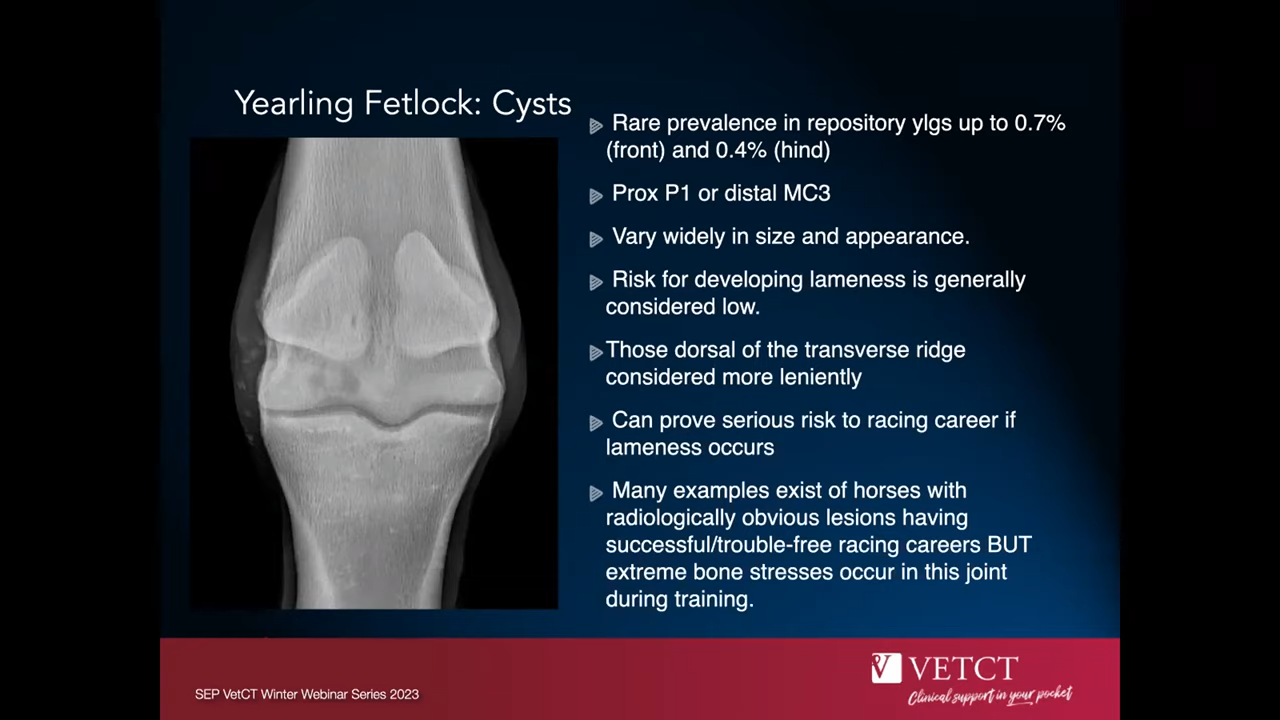 Yearling Fetlock: Cysts
Rare prevalence in repository ylgs up to 0.7%
(front) and 0.4% (hind)
Prox P1 or distal MC3
Vary widely in size and appearance.
Risk for developing lameness is generally
considered low.
Those dorsal of the transverse ridge
considered more leniently
Can prove serious risk to racing career if
lameness occurs
Many examples exist of horses with
radiologically obvious lesions having
successful/trouble-free racing careers BUT
extreme bone stresses occur in this joint
during training.
SEP VetCT Winter Webinar Series 2023
V VETCT
Clinical support in your pocket